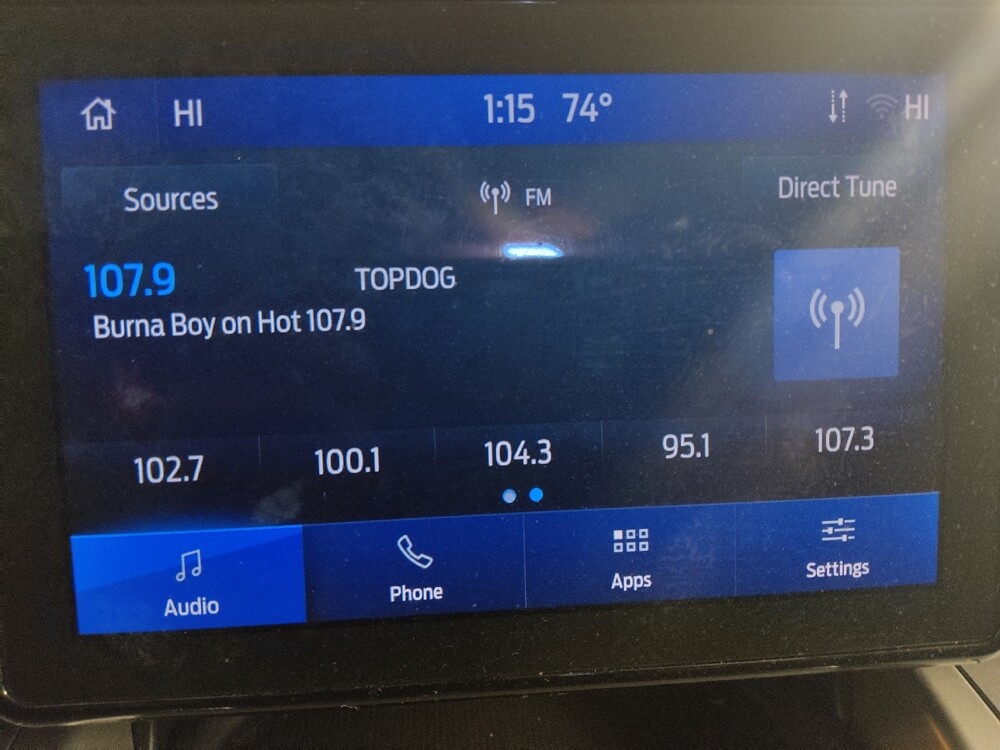 HI 1:15 74° HI
Sources FM Direct Tune
107.9 TOPDOG
Burna Boy on Hot 107.9
102.7 100.1 104.3 95.1 107.3
Audio Phone Apps Settings